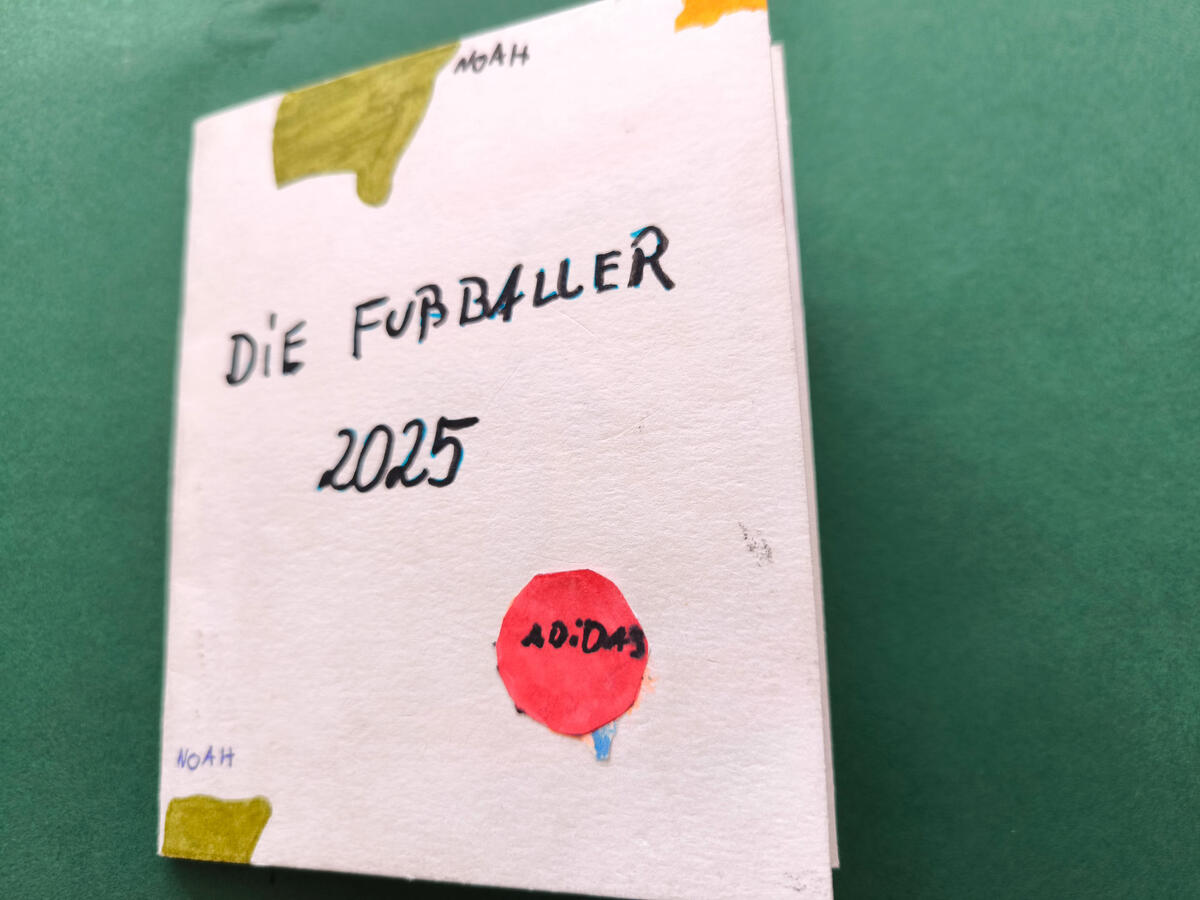 NOAH
DiE FUßBALLER
2025
ADiDAS
NOAH